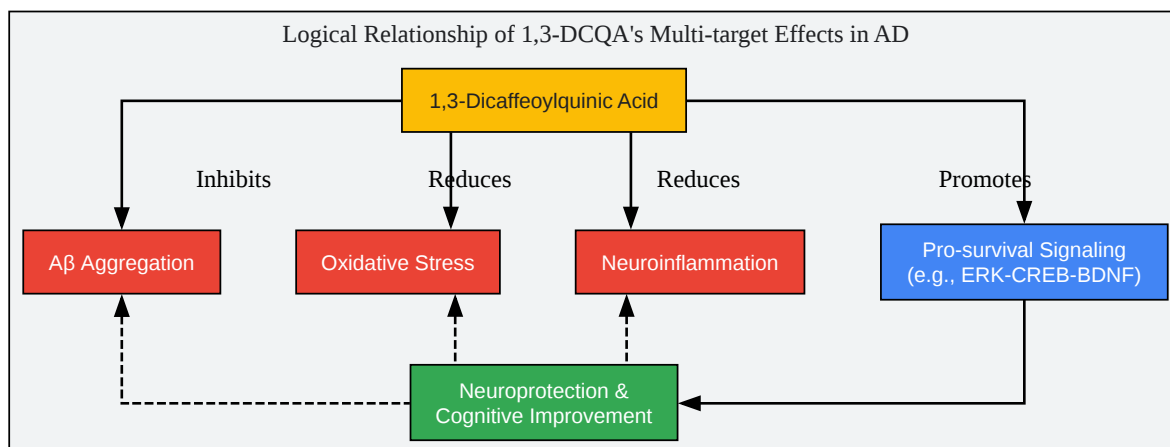 Logical Relationship of 1,3-DCQA's Multi-target Effects in AD
1,3-Dicaffeoylquinic Acid
Inhibits
Reduces
Reduces
Promotes
Aβ Aggregation
Oxidative Stress
Neuroinflammation
Pro-survival Signaling
(e.g., ERK-CREB-BDNF)
Neuroprotection &
Cognitive Improvement